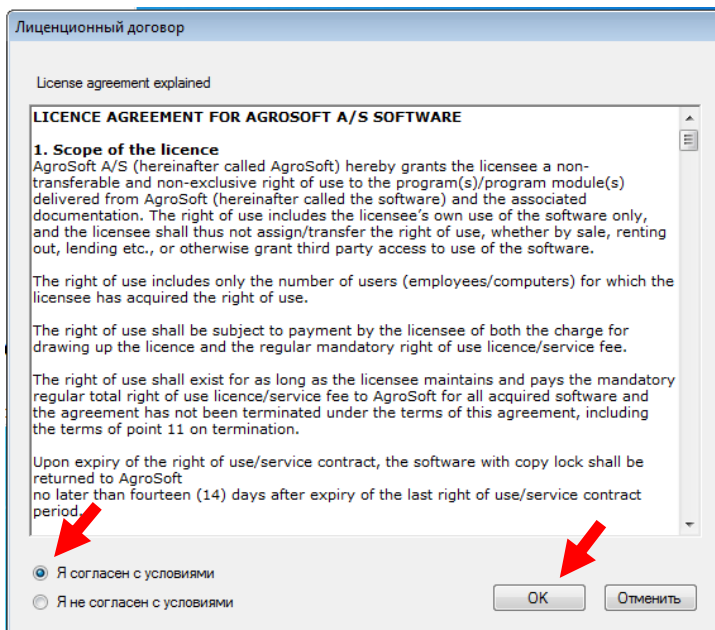 Лиценционный договор
License agreement explained
LICENCE AGREEMENT FOR AGROSOFT A/S SOFTWARE
1. Scope of the licence
AgroSoft A/S (hereinafter called AgroSoft) hereby grants the licensee a non-
transferable and non-exclusive right of use to the program(s)/program module(s)
delivered from AgroSoft (hereinafter called the software) and the associated
documentation. The right of use includes the licensee's own use of the software only,
and the licensee shall thus not assign/transfer the right of use, whether by sale, renting
out, lending etc., or otherwise grant third party access to use of the software.
The right of use includes only the number of users (employees/computers) for which the
licensee has acquired the right of use.
The right of use shall be subject to payment by the licensee of both the charge for
drawing up the licence and the regular mandatory right of use licence/service fee.
The right of use shall exist for as long as the licensee maintains and pays the mandatory
regular total right of use licence/service fee to AgroSoft for all acquired software and
the agreement has not been terminated under the terms of this agreement, including
the terms of point 11 on termination.
Upon expiry of the right of use/service contract, the software with copy lock shall be
returned to AgroSoft
no later than fourteen (14) days after expiry of the last right of use/service contract
period.
Я согласен с условиями
Я не согласен с условиями
OK
Отменить